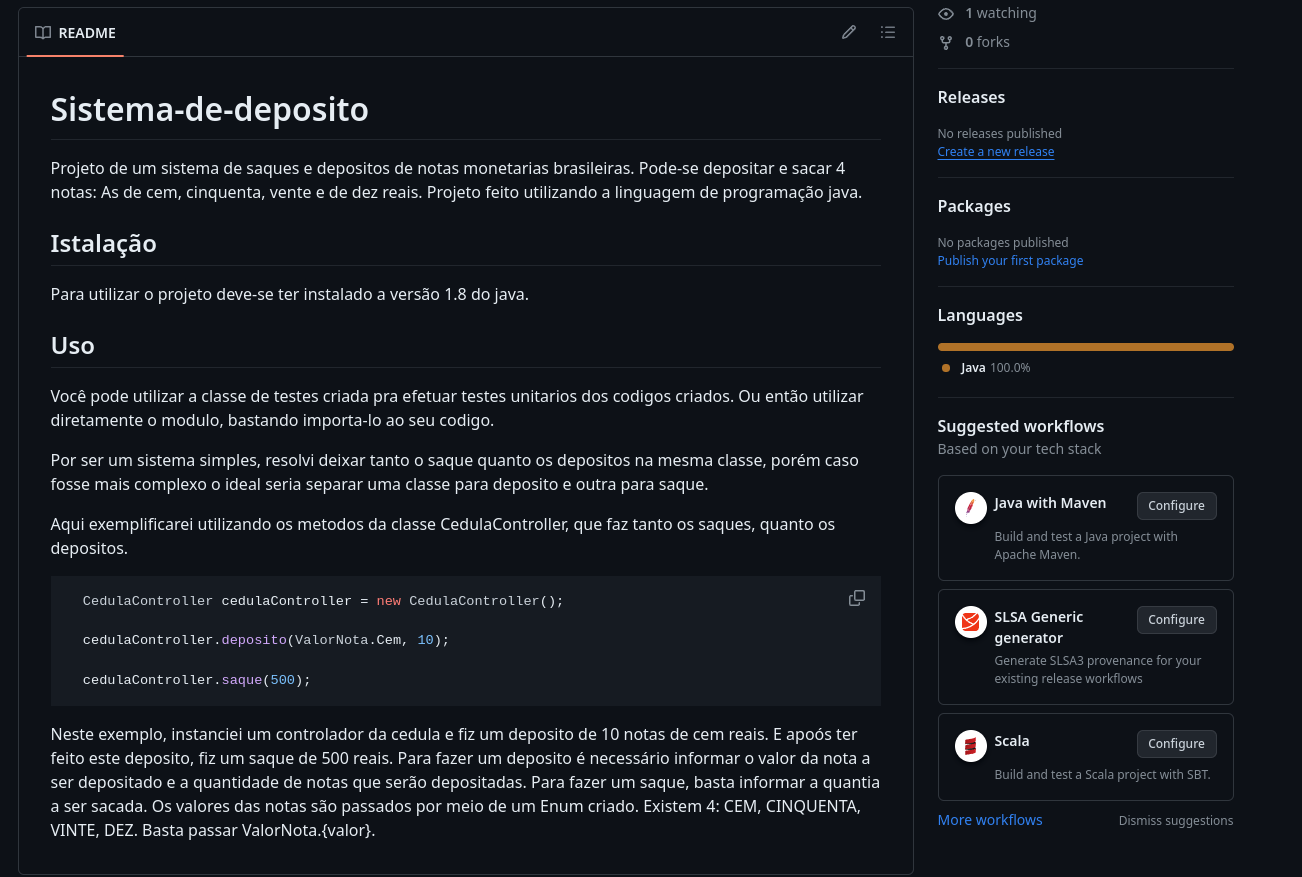 README
Sistema-de-deposito
Projeto de um sistema de saques e depositos de notas monetarias brasileiras. Pode-se depositar e sacar 4
notas: As de cem, cinquenta, vente e de dez reais. Projeto feito utilizando a linguagem de programação java.
Istalação
Para utilizar o projeto deve-se ter instalado a versão 1.8 do java.
Uso
Você pode utilizar a classe de testes criada pra efetuar testes unitarios dos codigos criados. Ou então utilizar
diretamente o modulo, bastando importa-lo ao seu codigo.
Por ser um sistema simples, resolvi deixar tanto o saque quanto os depositos na mesma classe, porém caso
fosse mais complexo o ideal seria separar uma classe para deposito e outra para saque.
Aqui exemplificarei utilizando os metodos da classe CedulaController, que faz tanto os saques, quanto os
depositos.
CedulaController cedulaController = new CedulaController();
cedulaController.deposito(ValorNota.Cem, 10);
cedulaController.saque(500);
Neste exemplo, instanciei um controlador da cedula e fiz um deposito de 10 notas de cem reais. E apoós ter
feito este deposito, fiz um saque de 500 reais. Para fazer um deposito é necessário informar o valor da nota a
ser depositado e a quantidade de notas que serão depositadas. Para fazer um saque, basta informar a quantia
a ser sacada. Os valores das notas são passados por meio de um Enum criado. Existem 4: CEM, CINQUENTA,
VINTE, DEZ. Basta passar ValorNota.{valor}.
1 watching
0 forks
Releases
No releases published
Create a new release
Packages
No packages published
Publish your first package
Languages
Java 100.0%
Suggested workflows
Based on your tech stack
Java with Maven
Configure
Build and test a Java project with
Apache Maven.
SLSA Generic
generator
Configure
Generate SLSA3 provenance for your
existing release workflows
Scala
Configure
Build and test a Scala project with SBT.
More workflows
Dismiss suggestions